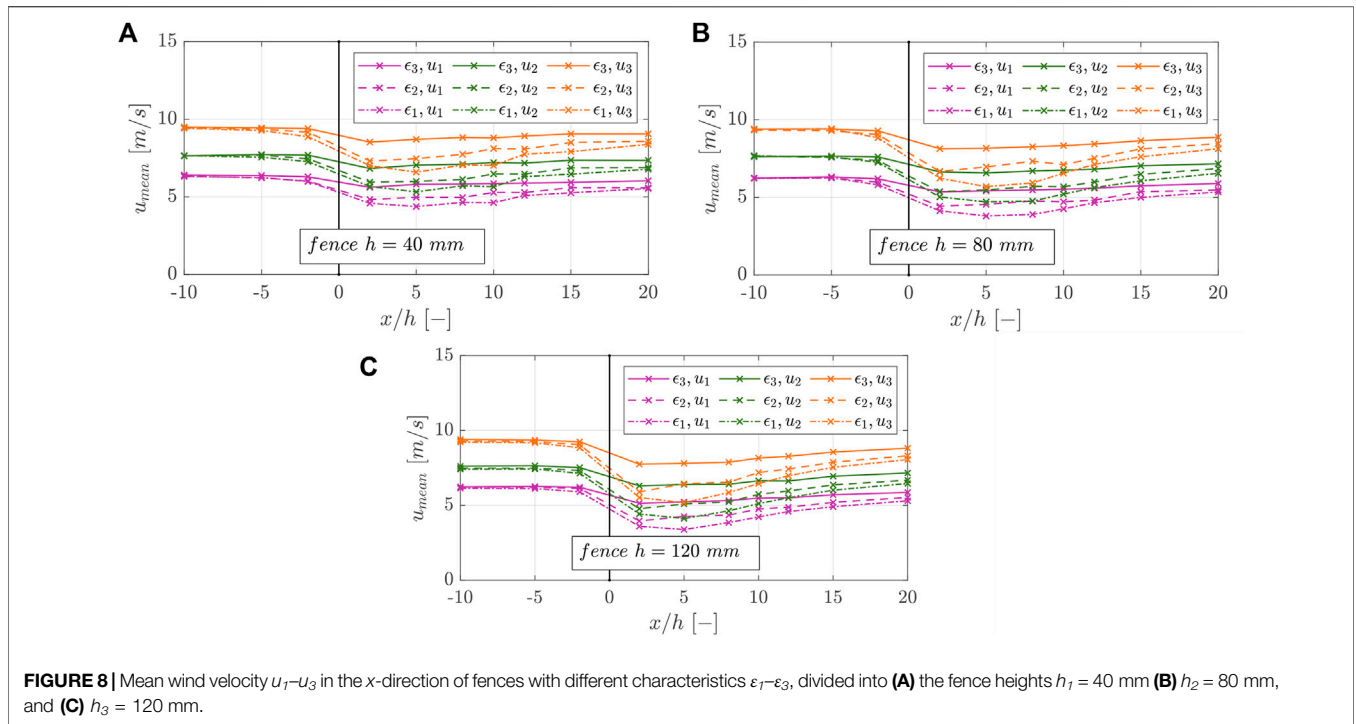 A
15
10
5
0
u_mean [m/s]
ϵ3, u1 ϵ3, u2 ϵ3, u3
ϵ2, u1 ϵ2, u2 ϵ2, u3
ϵ1, u1 ϵ1, u2 ϵ1, u3
fence h = 40 mm
-10 -5 0 5 10 15 20
x/h [−]
B
15
10
5
0
u_mean [m/s]
ϵ3, u1 ϵ3, u2 ϵ3, u3
ϵ2, u1 ϵ2, u2 ϵ2, u3
ϵ1, u1 ϵ1, u2 ϵ1, u3
fence h = 80 mm
-10 -5 0 5 10 15 20
x/h [−]
C
15
10
5
0
u_mean [m/s]
ϵ3, u1 ϵ3, u2 ϵ3, u3
ϵ2, u1 ϵ2, u2 ϵ2, u3
ϵ1, u1 ϵ1, u2 ϵ1, u3
fence h = 120 mm
-10 -5 0 5 10 15 20
x/h [−]
FIGURE 8 | Mean wind velocity u1–u3 in the x-direction of fences with different characteristics ε1–ε3, divided into (A) the fence heights h1 = 40 mm (B) h2 = 80 mm,
and (C) h3 = 120 mm.